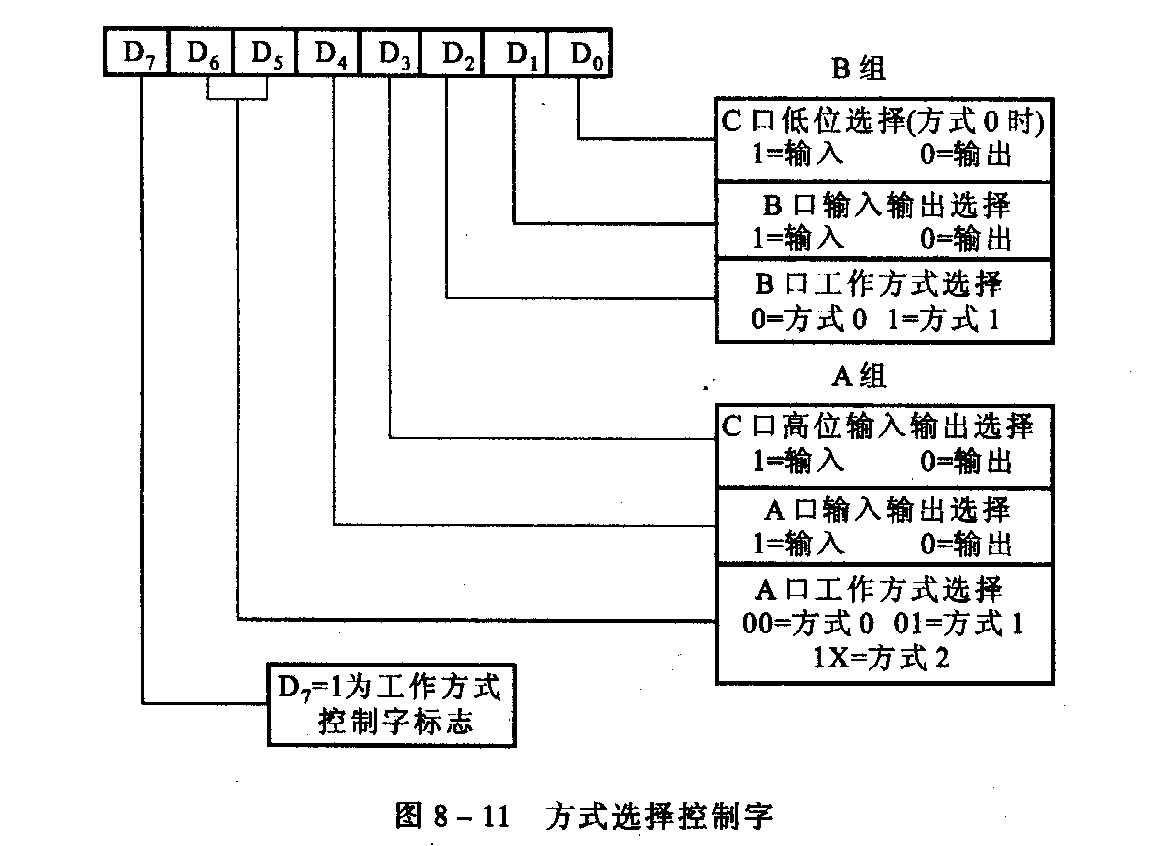 D₇ D₆ D₅ D₄ D₃ D₂ D₁ D₀
B组
C口低位选择(方式0时)
1=输入 0=输出
B口输入输出选择
1=输入 0=输出
B口工作方式选择
0=方式0 1=方式1
A组
C口高位输入输出选择
1=输入 0=输出
A口输入输出选择
1=输入 0=输出
A口工作方式选择
00=方式0 01=方式1
1X=方式2
D₇=1为工作方式
控制字标志
图8-11 方式选择控制字